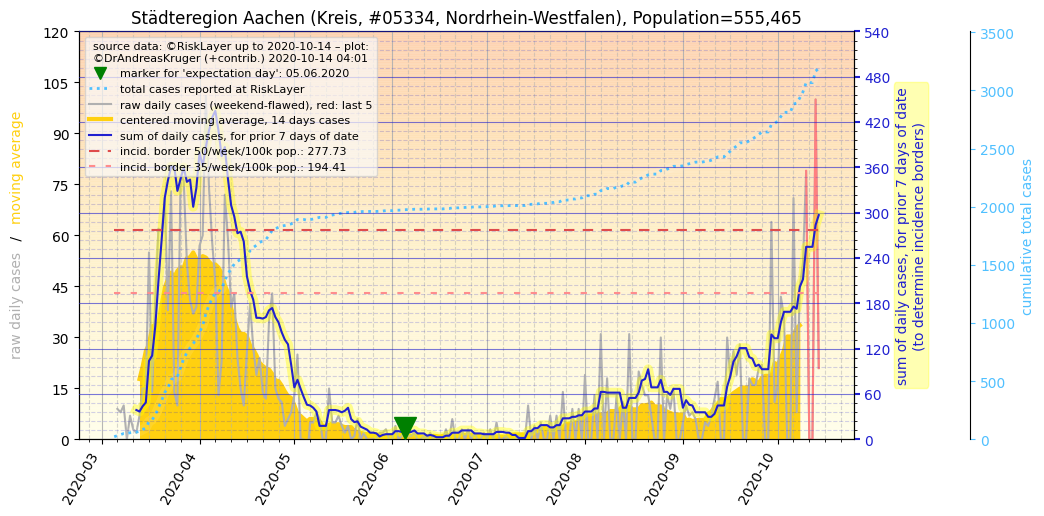 Städteregion Aachen (Kreis, #05334, Nordrhein-Westfalen), Population=555,465
source data: ©RiskLayer up to 2020-10-14 – plot:
©DrAndreasKruger (+contrib.) 2020-10-14 04:01
marker for 'expectation day': 05.06.2020
total cases reported at RiskLayer
raw daily cases (weekend-flawed), red: last 5
centered moving average, 14 days cases
sum of daily cases, for prior 7 days of date
incid. border 50/week/100k pop.: 277.73
incid. border 35/week/100k pop.: 194.41
raw daily cases / moving average
120
105
90
75
60
45
30
15
0
2020-03
2020-04
2020-05
2020-06
2020-07
2020-08
2020-09
2020-10
540
480
420
360
300
240
180
120
60
0
sum of daily cases, for prior 7 days of date
(to determine incidence borders)
3500
3000
2500
2000
1500
1000
500
0
cumulative total cases